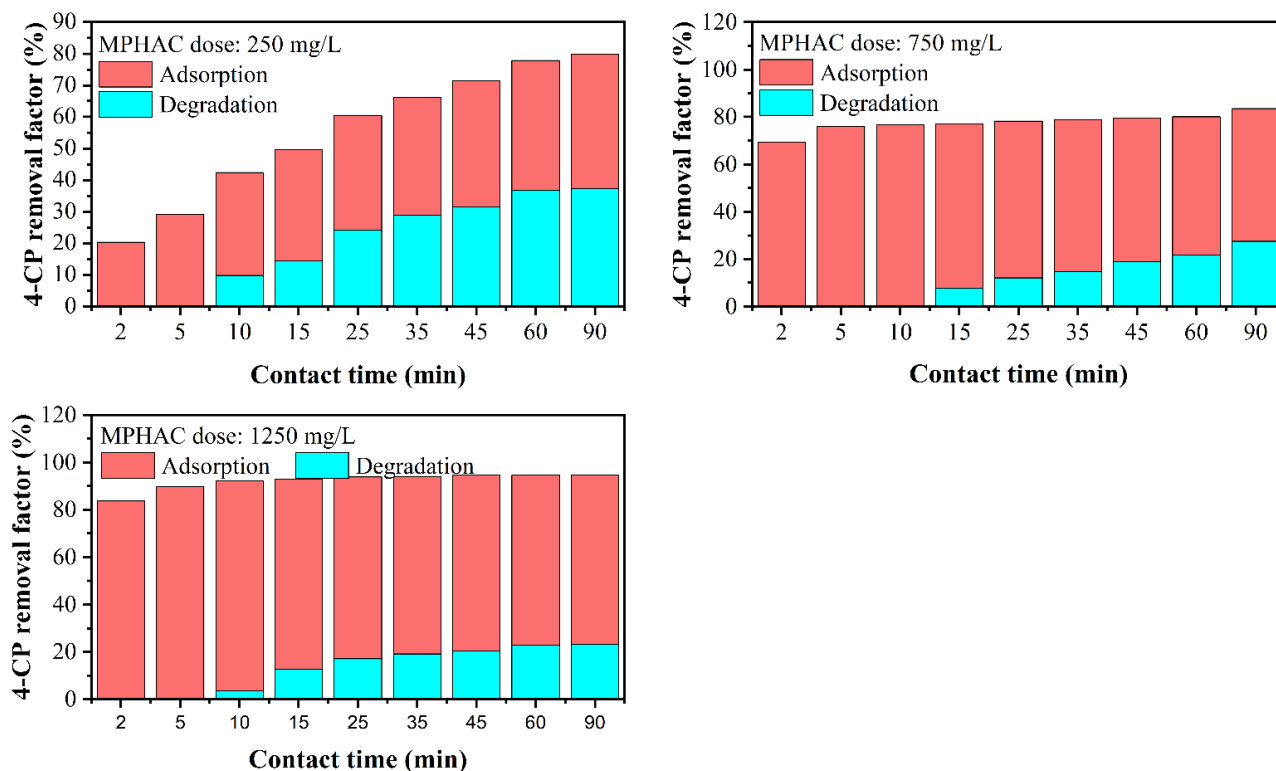 4-CP removal factor (%)
90
80
70
60
50
40
30
20
10
0
MPHAC dose: 250 mg/L
Adsorption
Degradation
2 5 10 15 25 35 45 60 90
Contact time (min)
4-CP removal factor (%)
120
100
80
60
40
20
0
MPHAC dose: 750 mg/L
Adsorption
Degradation
2 5 10 15 25 35 45 60 90
Contact time (min)
4-CP removal factor (%)
120
100
80
60
40
20
0
MPHAC dose: 1250 mg/L
Adsorption Degradation
2 5 10 15 25 35 45 60 90
Contact time (min)